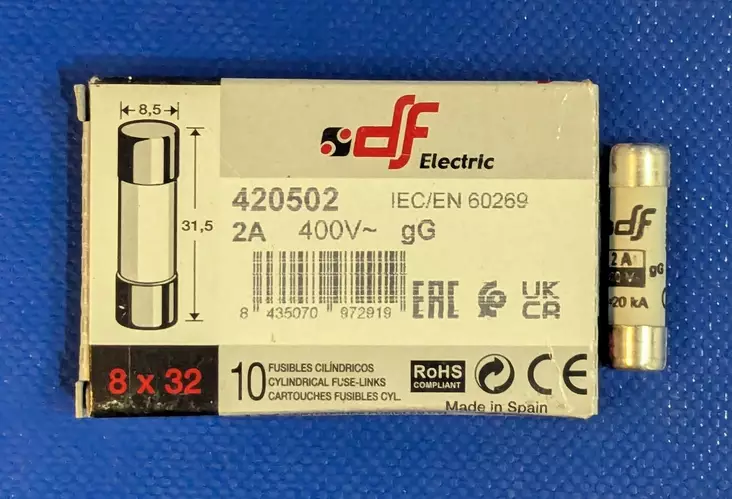 8,5
31,5
df Electric
420502 IEC/EN 60269
2A 400V~ gG
8 435070 972919
EAC
UK
CA
8 x 32
10 FUSIBLES CILÍNDRICOS
CYLINDRICAL FUSE-LINKS
CARTOUCHES FUSIBLES CYL.
RoHS
COMPLIANT
CE
Made in Spain
df
2 A
gG
20 kA